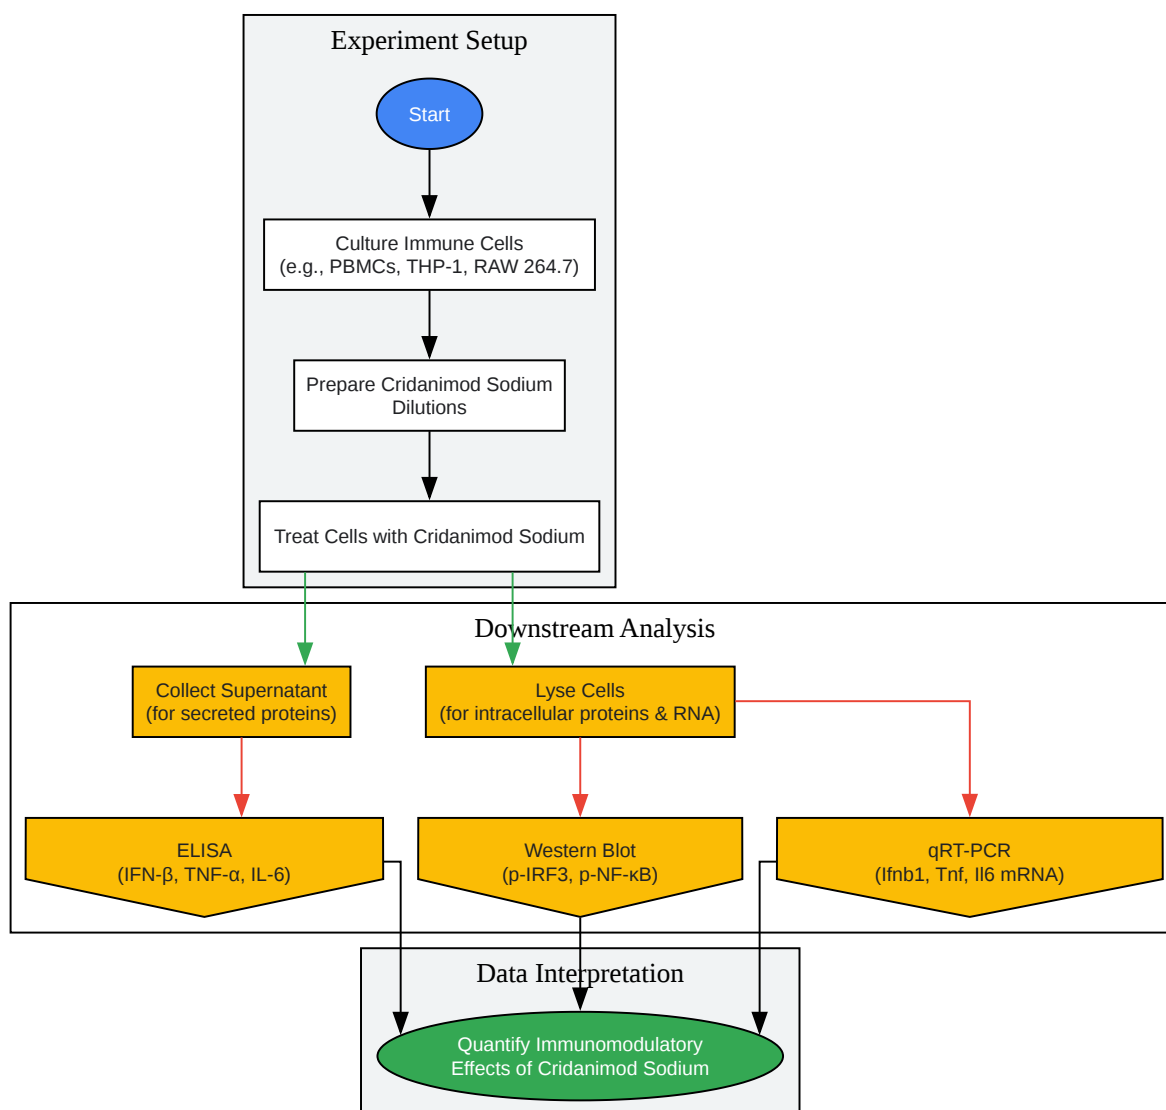 Experiment Setup
Start
Culture Immune Cells
(e.g., PBMCs, THP-1, RAW 264.7)
Prepare Cridanimod Sodium
Dilutions
Treat Cells with Cridanimod Sodium
Downstream Analysis
Collect Supernatant
(for secreted proteins)
Lyse Cells
(for intracellular proteins & RNA)
ELISA
(IFN-β, TNF-α, IL-6)
Western Blot
(p-IRF3, p-NF-κB)
qRT-PCR
(Ifnb1, Tnf, Il6 mRNA)
Data Interpretation
Quantify Immunomodulatory
Effects of Cridanimod Sodium